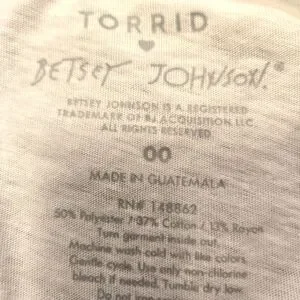 TORRID
BETSEY JOHNSON.®
BETSEY JOHNSON IS A REGISTERED
TRADEMARK OF BJ ACQUISITION LLC.
ALL RIGHTS RESERVED
00
MADE IN GUATEMALA
RN# 148862
50% Polyester / 37% Cotton / 13% Rayon
Turn garment inside out.
Machine wash cold with like colors.
Gentle cycle. Use only non-chlorine
bleach if needed. Tumble dry low.
Do not